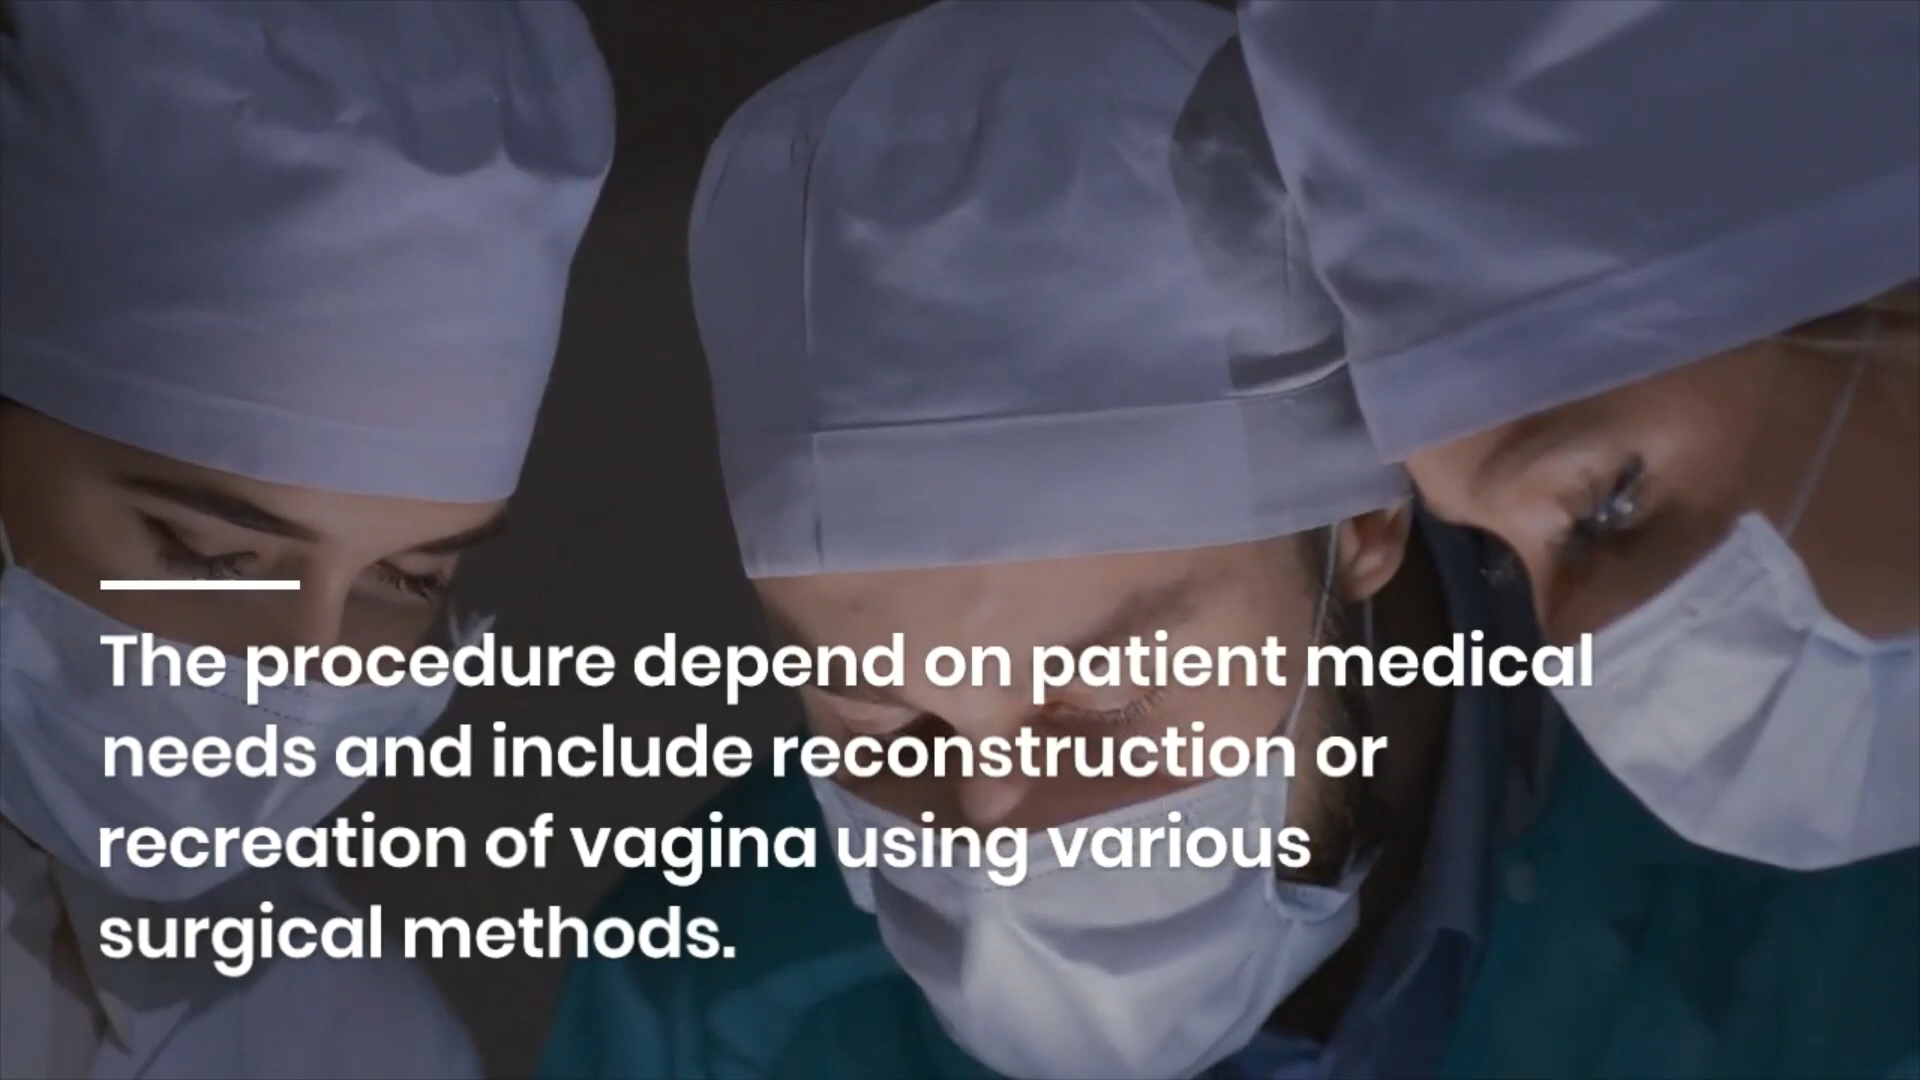 The procedure depend on patient medical
needs and include reconstruction or
recreation of vagina using various
surgical methods.